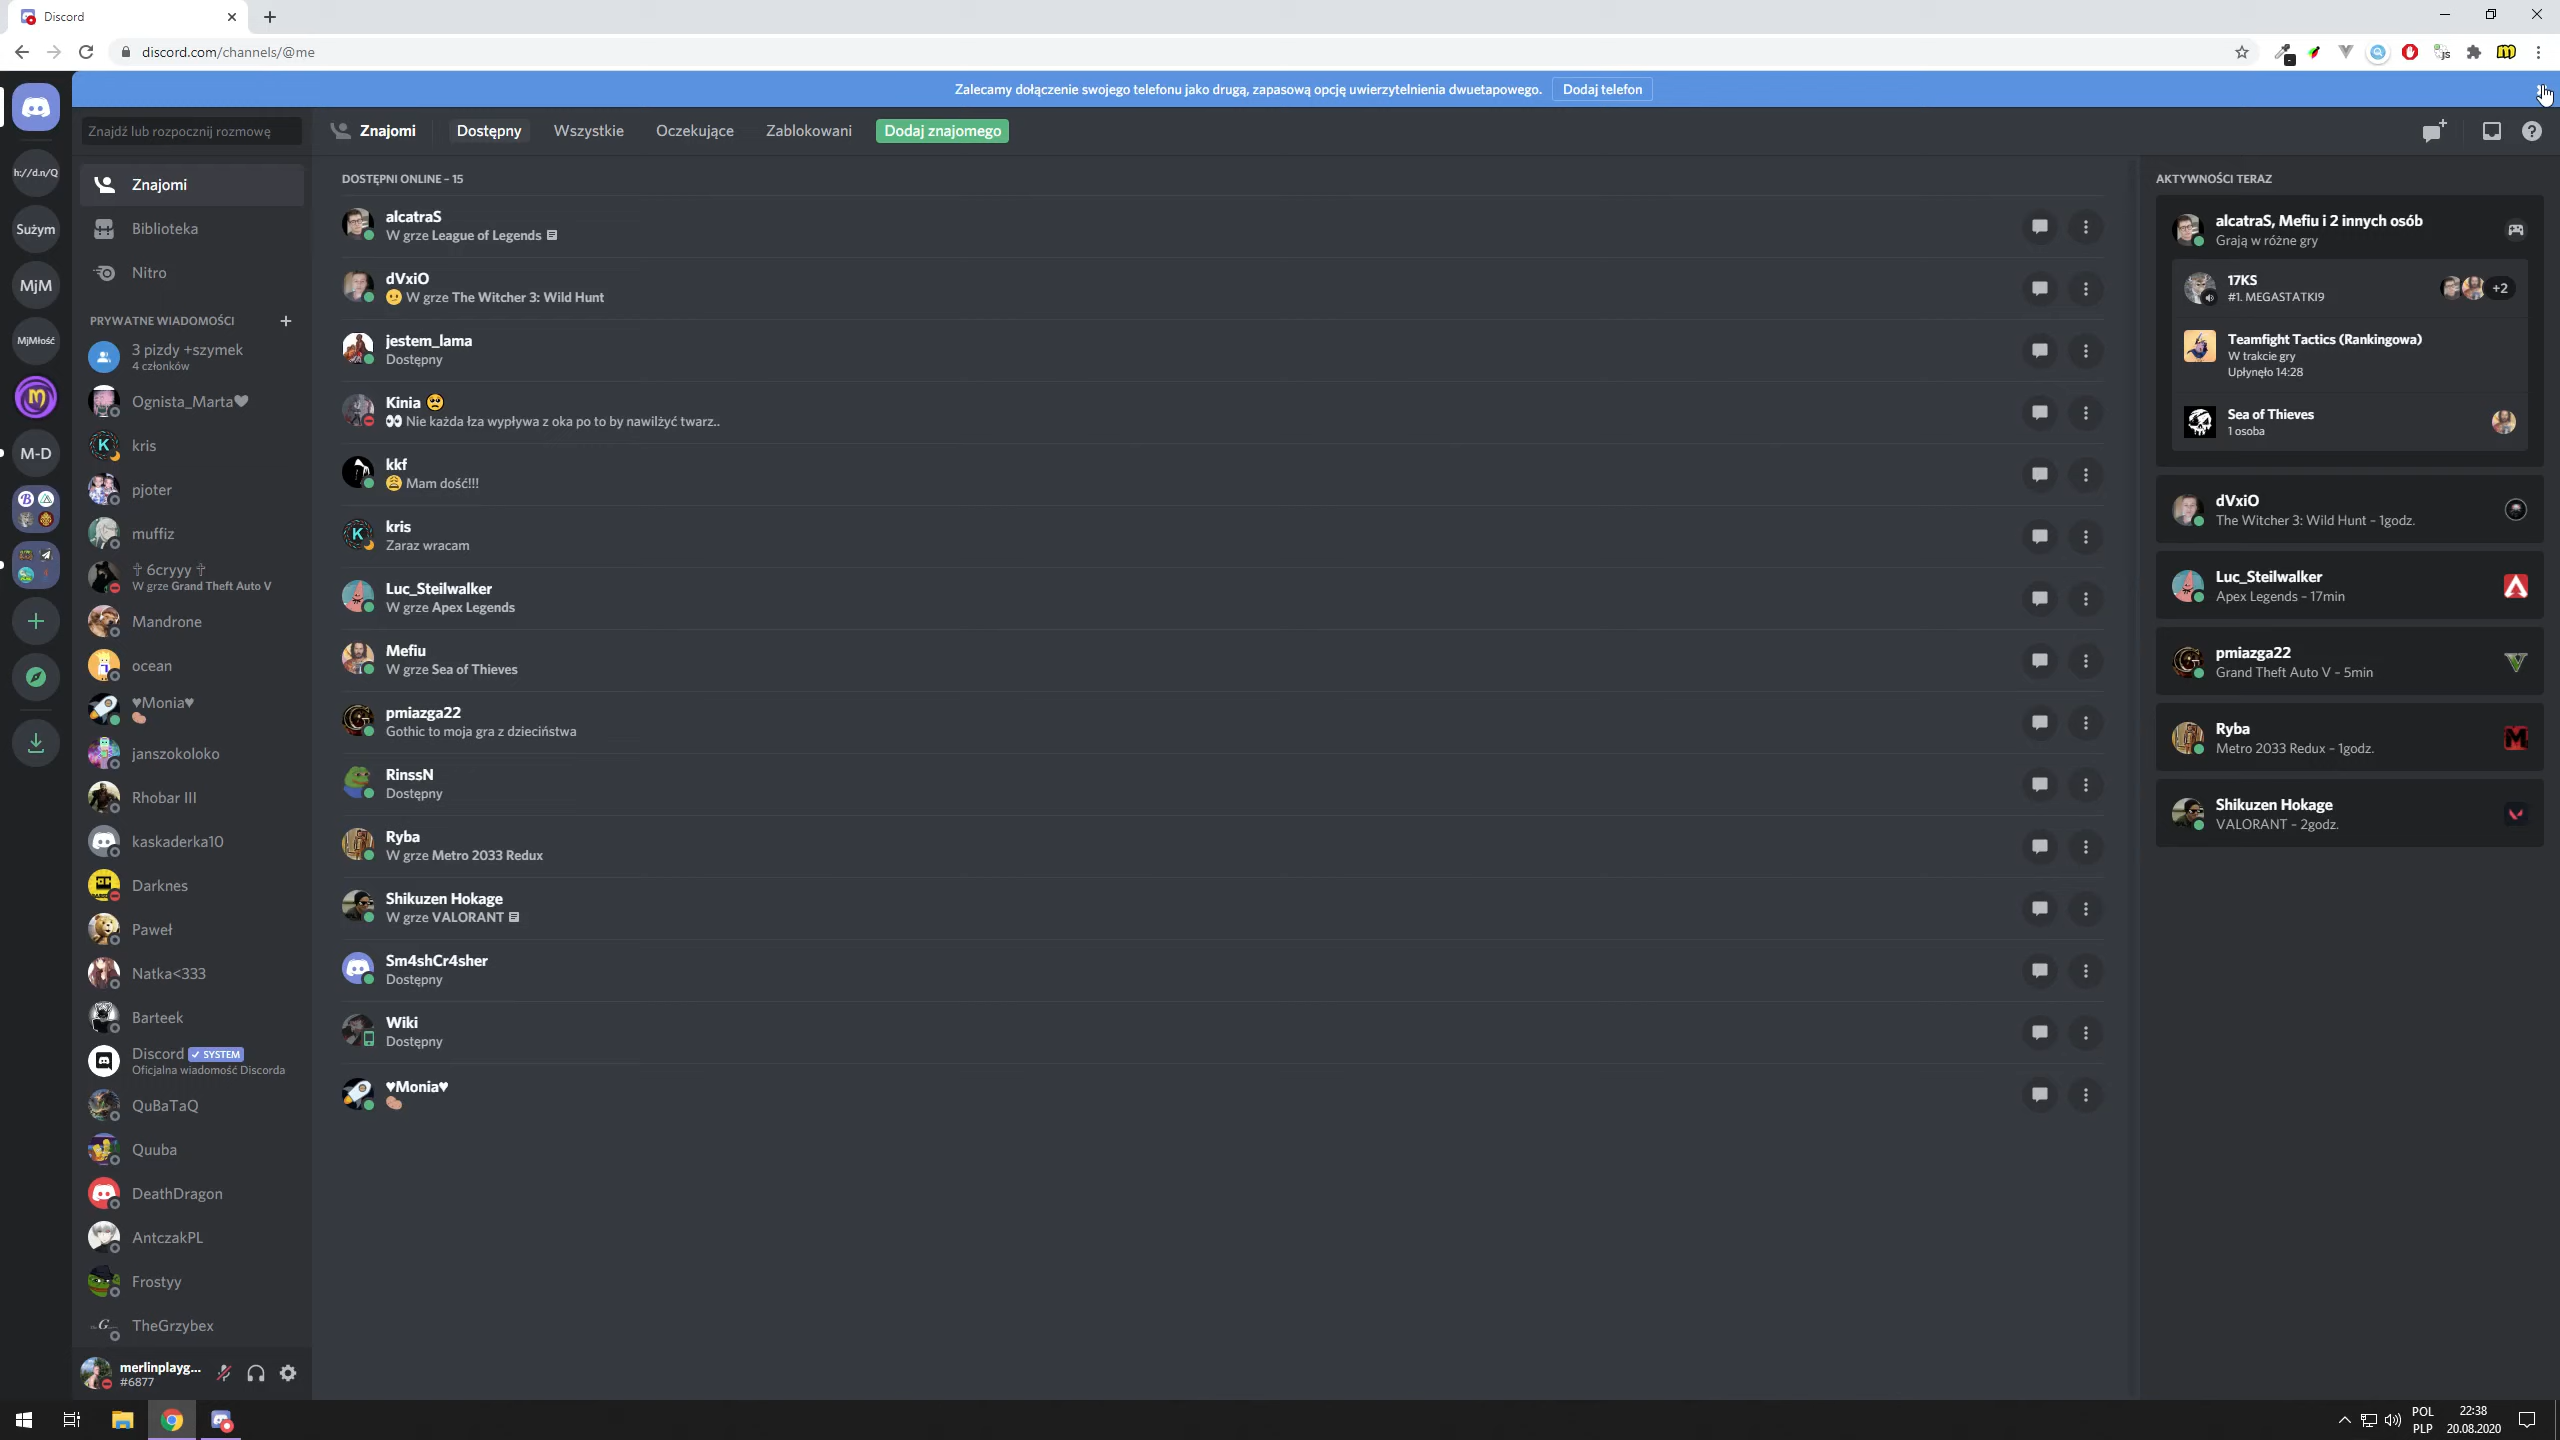 Discord
discord.com/channels/@me
Zalecamy dołączenie swojego telefonu jako drugą, zapasową opcję uwierzytelnienia dwuetapowego. Dodaj telefon
Znajdź lub rozpocznij rozmowę
Znajomi Dostępny Wszystkie Oczekujące Zablokowani Dodaj znajomego
h://d.n/Q
Sużym
MjM
MjMłość
M-D
Znajomi
Biblioteka
Nitro
PRYWATNE WIADOMOŚCI
3 pizdy +szymek
4 członków
Ognista_Marta🖤
kris
pjoter
muffiz
✞ 6cryyy ✞
W grze Grand Theft Auto V
Mandrone
ocean
♥Monia♥
janszokoloko
Rhobar III
kaskaderka10
Darknes
Paweł
Natka<333
Barteek
Discord ✓ SYSTEM
Oficjalna wiadomość Discorda
QuBaTaQ
Quuba
DeathDragon
AntczakPL
Frostyy
TheGrzybex
merlinplayg...
#6877
DOSTĘPNI ONLINE – 15
alcatraS
W grze League of Legends
dVxiO
😕 W grze The Witcher 3: Wild Hunt
jestem_lama
Dostępny
Kinia 🥺
👀 Nie każda łza wypływa z oka po to by nawilżyć twarz..
kkf
😩 Mam dość!!!
kris
Zaraz wracam
Luc_Steilwalker
W grze Apex Legends
Mefiu
W grze Sea of Thieves
pmiazga22
Gothic to moja gra z dzieciństwa
RinssN
Dostępny
Ryba
W grze Metro 2033 Redux
Shikuzen Hokage
W grze VALORANT
Sm4shCr4sher
Dostępny
Wiki
Dostępny
♥Monia♥
AKTYWNOŚCI TERAZ
alcatraS, Mefiu i 2 innych osób
Grają w różne gry
17KS
#1. MEGASTATKI9
+2
Teamfight Tactics (Rankingowa)
W trakcie gry
Upłynęło 14:28
Sea of Thieves
1 osoba
dVxiO
The Witcher 3: Wild Hunt – 1godz.
Luc_Steilwalker
Apex Legends – 17min
pmiazga22
Grand Theft Auto V – 5min
Ryba
Metro 2033 Redux – 1godz.
Shikuzen Hokage
VALORANT – 2godz.
POL
PLP
22:38
20.08.2020